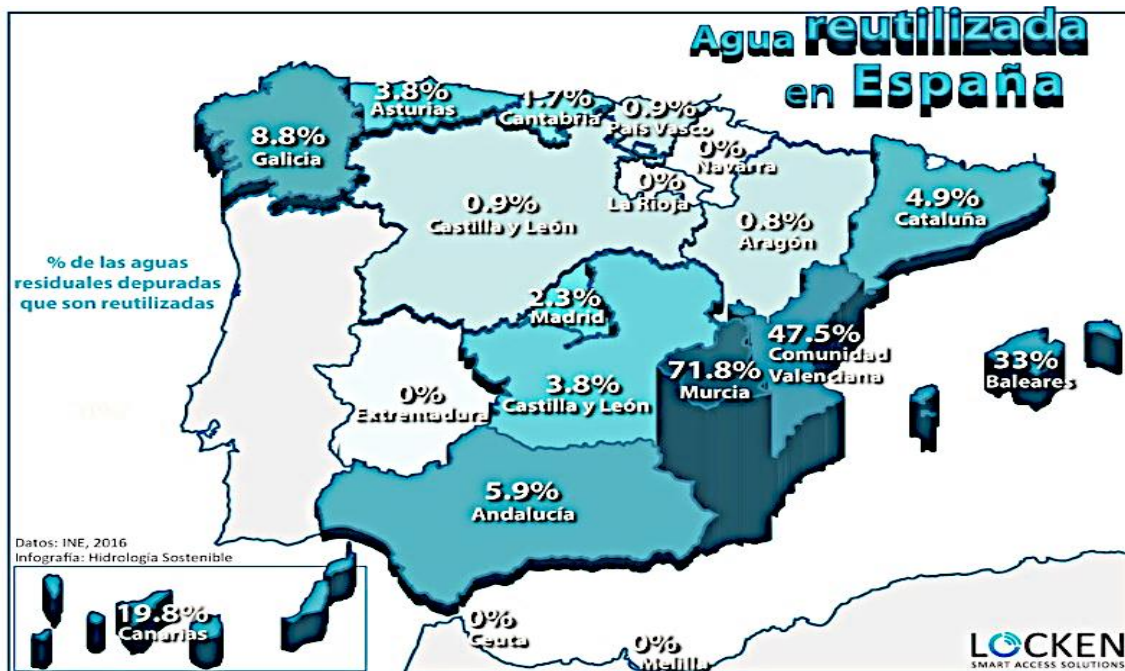 Agua reutilizada
en España
3.8%
Asturias
1.7%
Cantabria
0.9%
País Vasco
8.8%
Galicia
0%
Navarra
0%
La Rioja
4.9%
Cataluña
0.9%
Castilla y León
0.8%
Aragón
% de las aguas
residuales depuradas
que son reutilizadas
2.3%
Madrid
47.5%
Comunidad
Valenciana
33%
Baleares
71.8%
Murcia
0%
Extremadura
3.8%
Castilla y León
5.9%
Andalucía
Datos: INE, 2016
Infografía: Hidrología Sostenible
19.8%
Canarias
0%
Ceuta
0%
Melilla
LOCKEN
SMART ACCESS SOLUTIONS